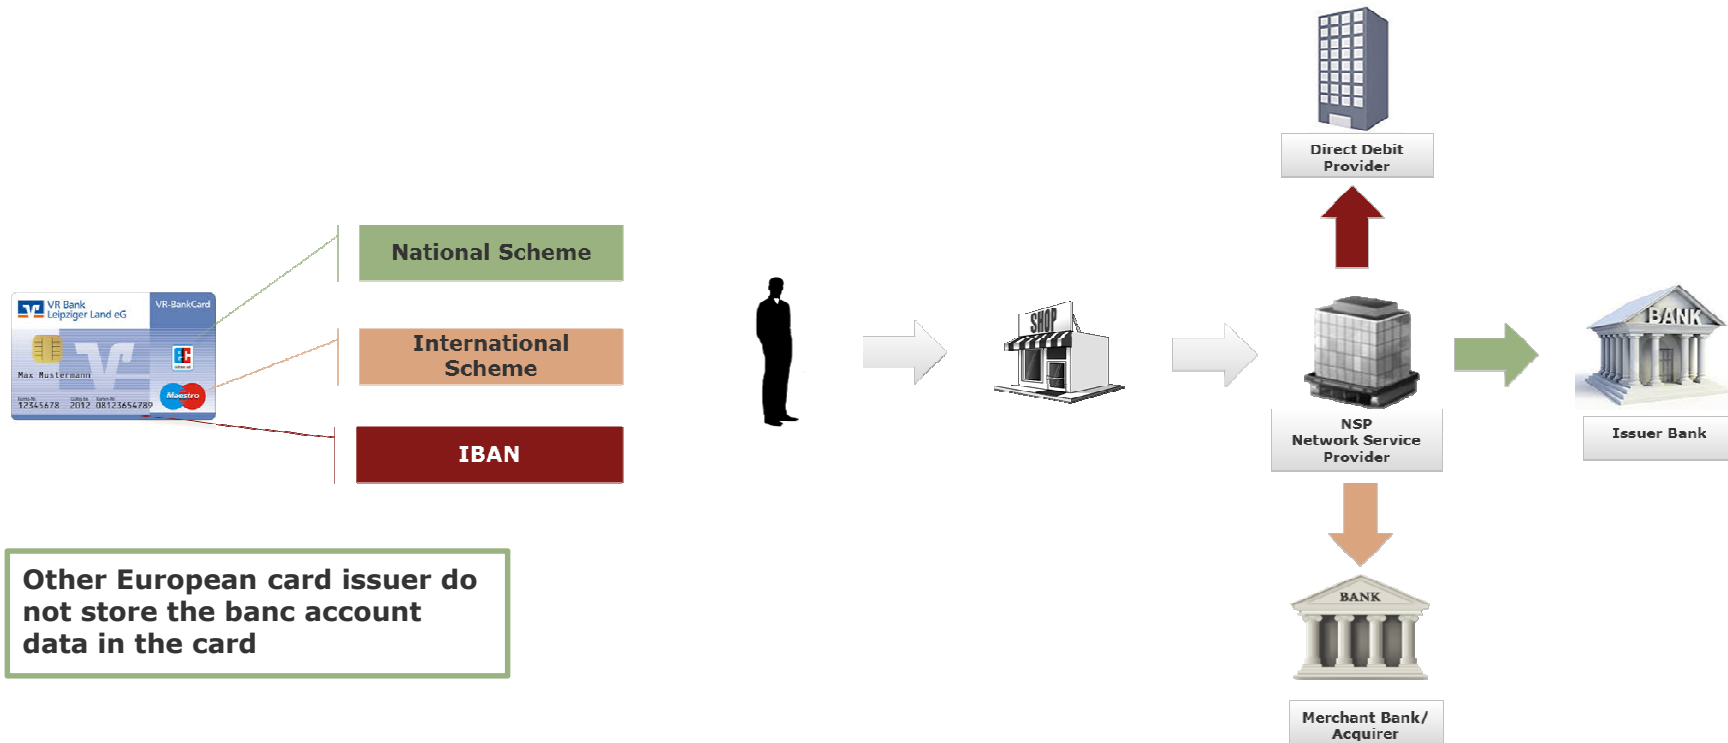 Direct Debit
Provider
National Scheme
International
Scheme
IBAN
VR Bank
Leipziger Land eG
VR-BankCard
EC
Max Mustermann
Maestro
12345678 2012 08123654789
SHOP
BANK
NSP
Network Service
Provider
Issuer Bank
Other European card issuer do
not store the banc account
data in the card
BANK
Merchant Bank/
Acquirer